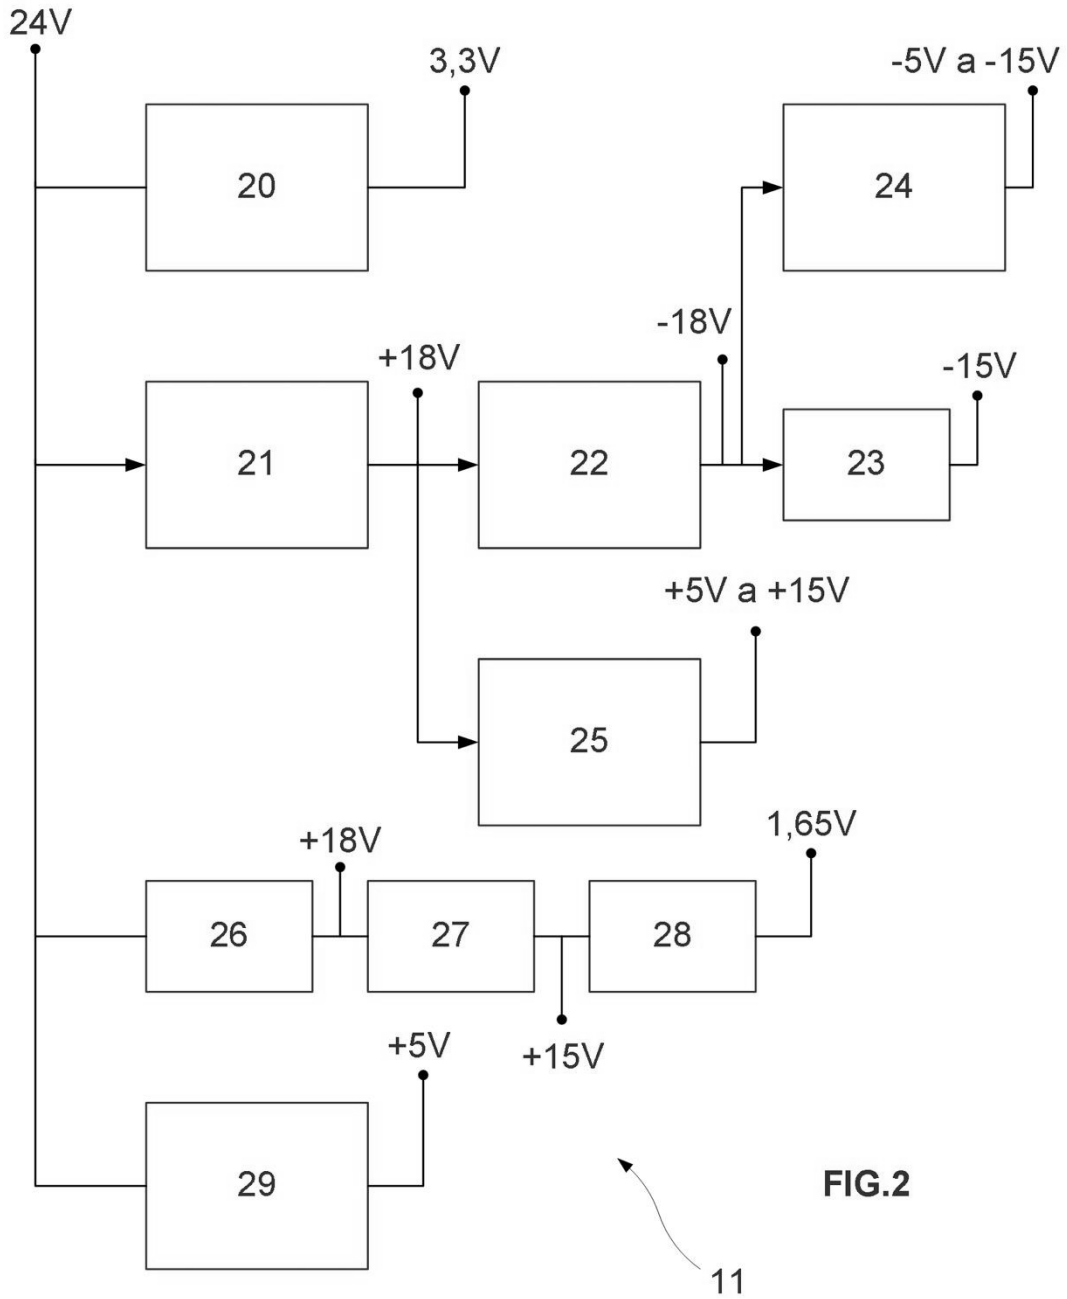 24V
3,3V
-5V a -15V
20
24
-18V
+18V
-15V
21
22
23
+5V a +15V
25
1,65V
+18V
26
27
28
+5V
+15V
29
FIG.2
11